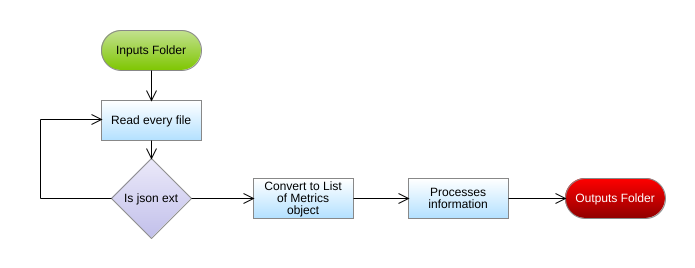 Inputs Folder
Read every file
Is json ext
Convert to List
of Metrics
object
Processes
information
Outputs Folder